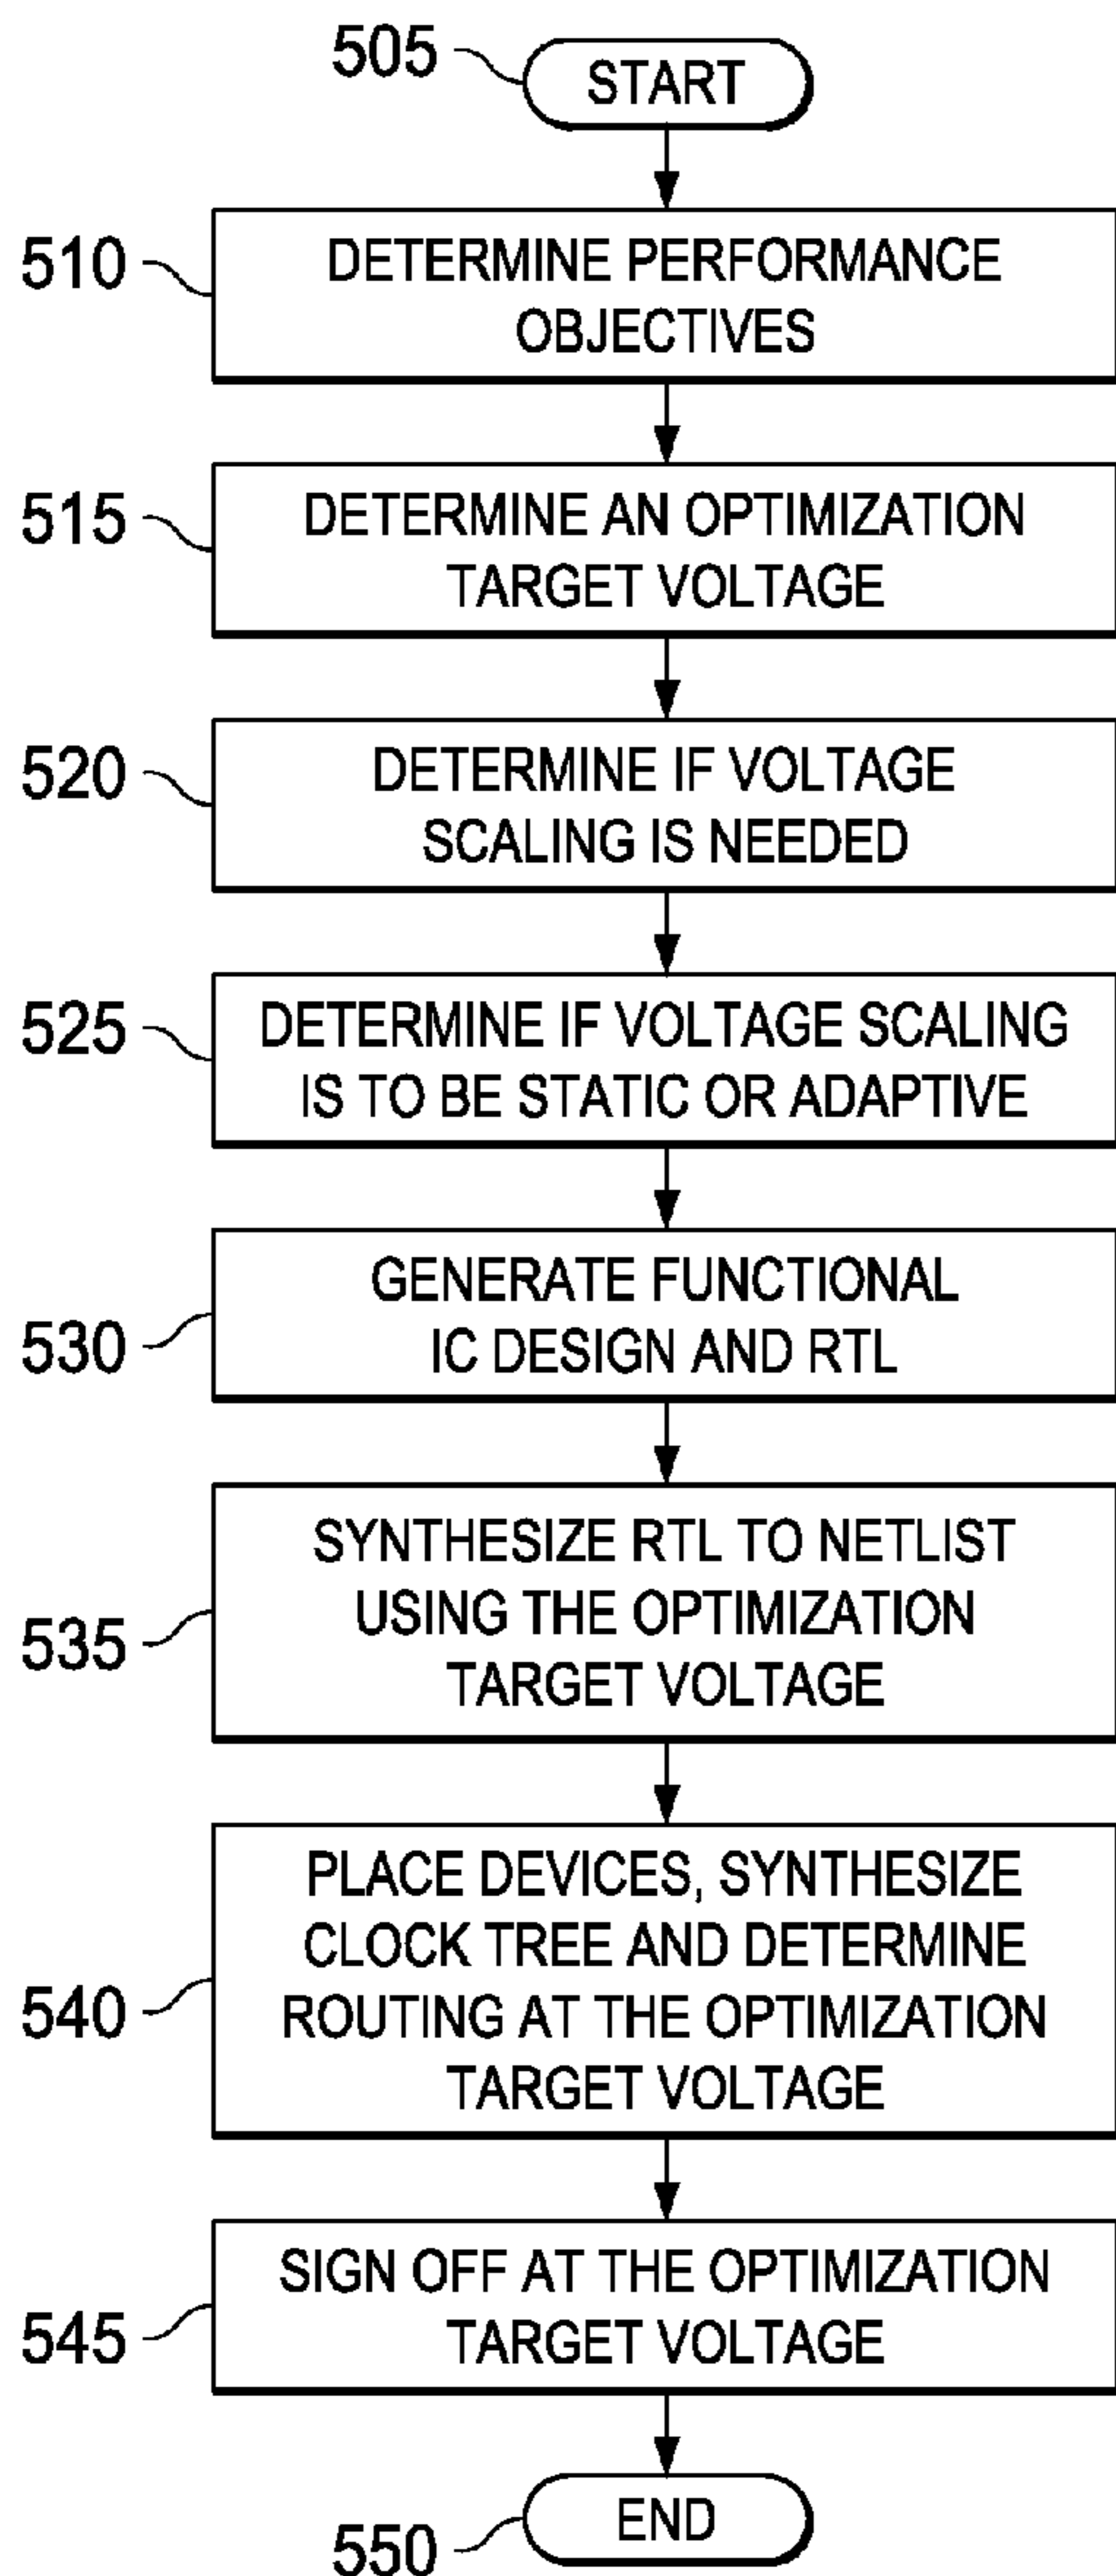 505
START
510
DETERMINE PERFORMANCE
OBJECTIVES
515
DETERMINE AN OPTIMIZATION
TARGET VOLTAGE
520
DETERMINE IF VOLTAGE
SCALING IS NEEDED
525
DETERMINE IF VOLTAGE SCALING
IS TO BE STATIC OR ADAPTIVE
530
GENERATE FUNCTIONAL
IC DESIGN AND RTL
535
SYNTHESIZE RTL TO NETLIST
USING THE OPTIMIZATION
TARGET VOLTAGE
540
PLACE DEVICES, SYNTHESIZE
CLOCK TREE AND DETERMINE
ROUTING AT THE OPTIMIZATION
TARGET VOLTAGE
545
SIGN OFF AT THE OPTIMIZATION
TARGET VOLTAGE
550
END